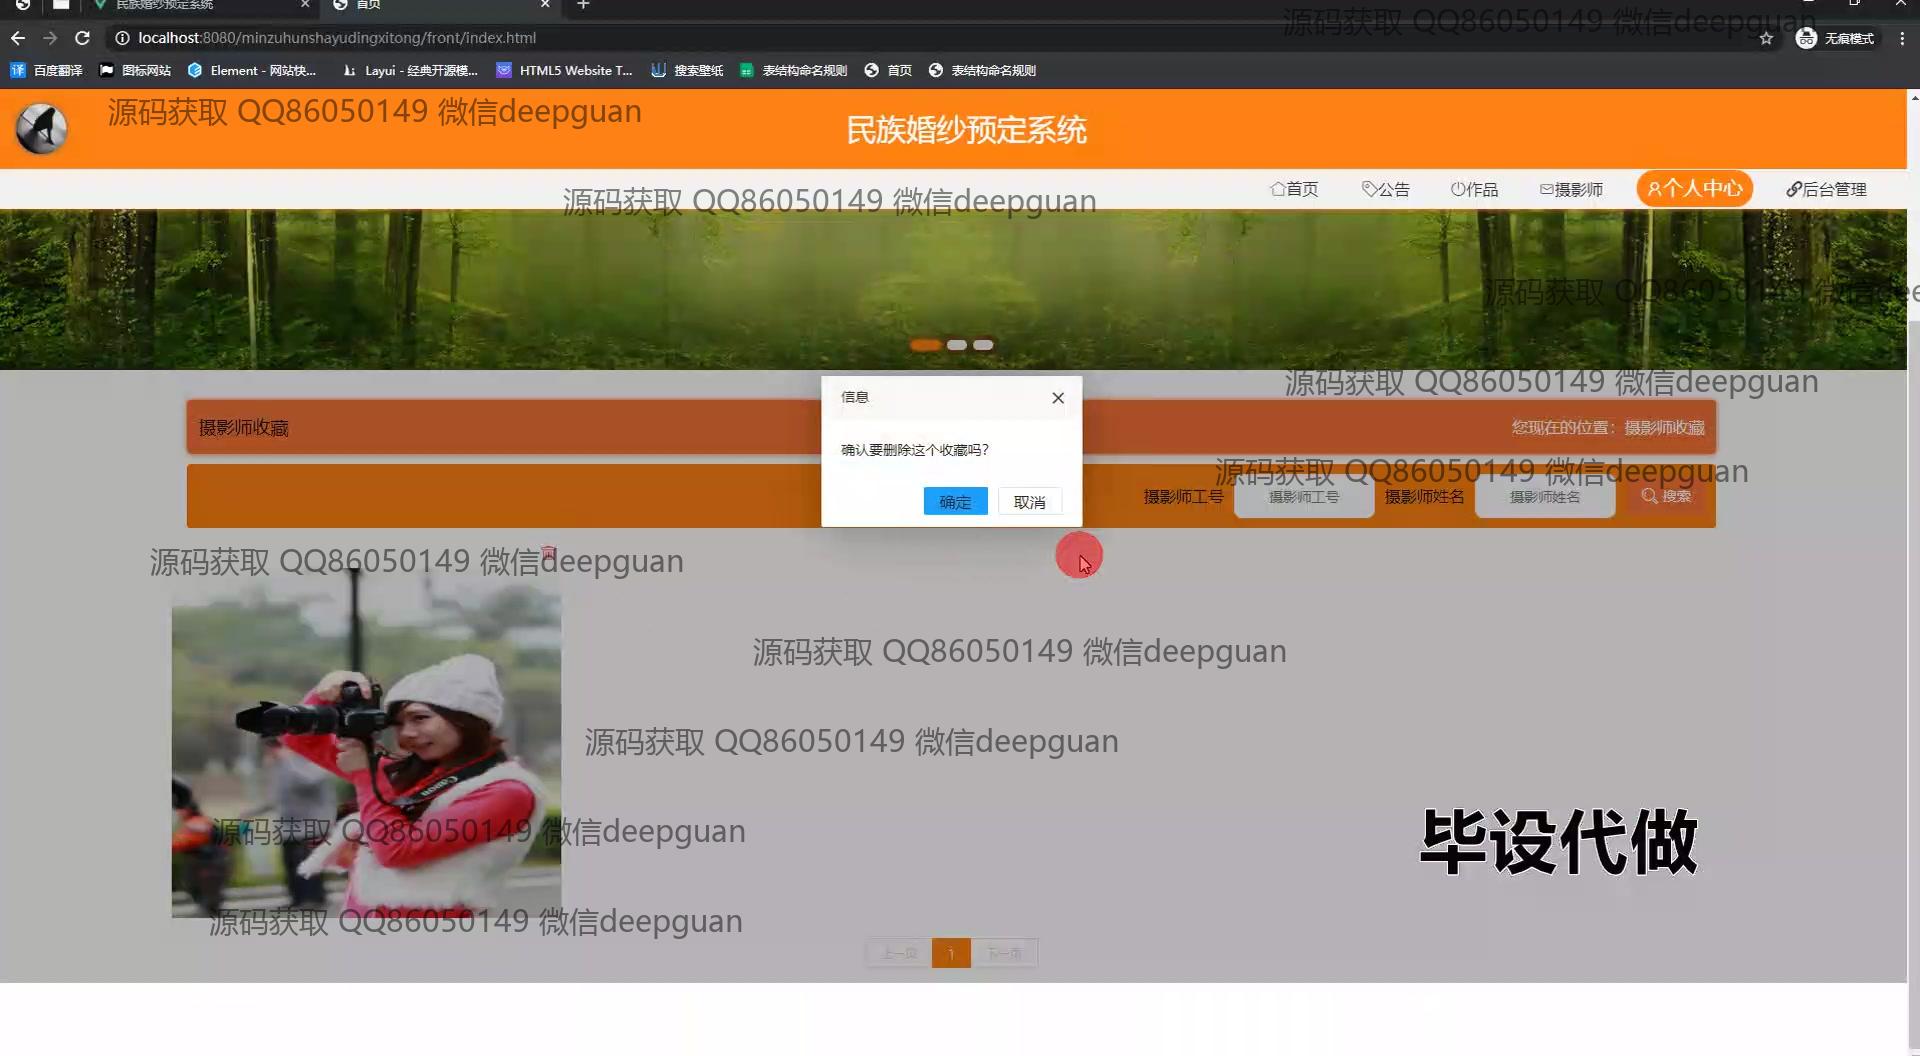 民族婚纱预定系统
首页
localhost:8080/minzuhunshayudingxitong/front/index.html
无痕模式
源码获取 QQ86050149 微信deepguan
译 百度翻译
图标网站
Element - 网站快...
Layui - 经典开源模...
HTML5 Website T...
搜索壁纸
表结构命名规则
首页
表结构命名规则
源码获取 QQ86050149 微信deepguan
民族婚纱预定系统
首页
公告
作品
摄影师
个人中心
后台管理
源码获取 QQ86050149 微信deepguan
源码获取 QQ86050149 微信dee
源码获取 QQ86050149 微信deepguan
信息
确认要删除这个收藏吗?
确定
取消
摄影师收藏
您现在的位置: 摄影师收藏
源码获取 QQ86050149 微信deepguan
摄影师工号
摄影师工号
摄影师姓名
摄影师姓名
搜索
源码获取 QQ86050149 微信deepguan
源码获取 QQ86050149 微信deepguan
源码获取 QQ86050149 微信deepguan
Canon
源码获取 QQ86050149 微信deepguan
毕设代做
源码获取 QQ86050149 微信deepguan
上一页
1
下一页